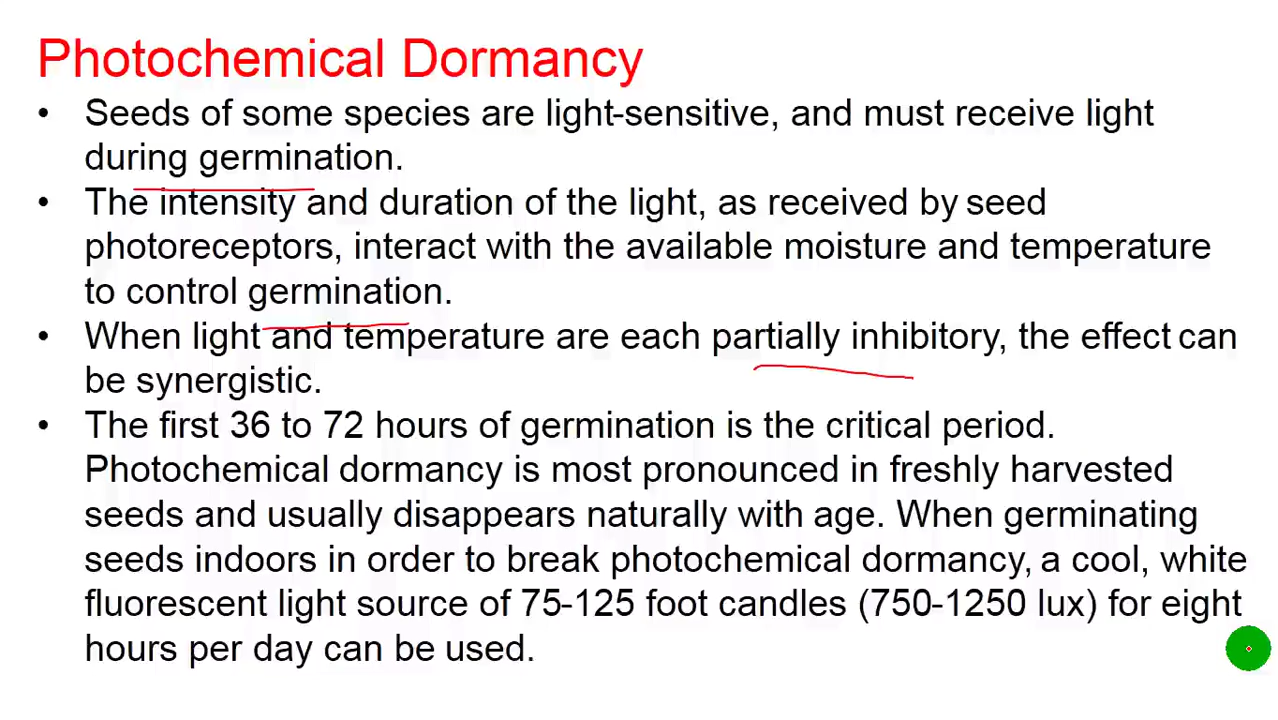 Photochemical Dormancy
• Seeds of some species are light-sensitive, and must receive light
during germination.
• The intensity and duration of the light, as received by seed
photoreceptors, interact with the available moisture and temperature
to control germination.
• When light and temperature are each partially inhibitory, the effect can
be synergistic.
• The first 36 to 72 hours of germination is the critical period.
Photochemical dormancy is most pronounced in freshly harvested
seeds and usually disappears naturally with age. When germinating
seeds indoors in order to break photochemical dormancy, a cool, white
fluorescent light source of 75-125 foot candles (750-1250 lux) for eight
hours per day can be used.